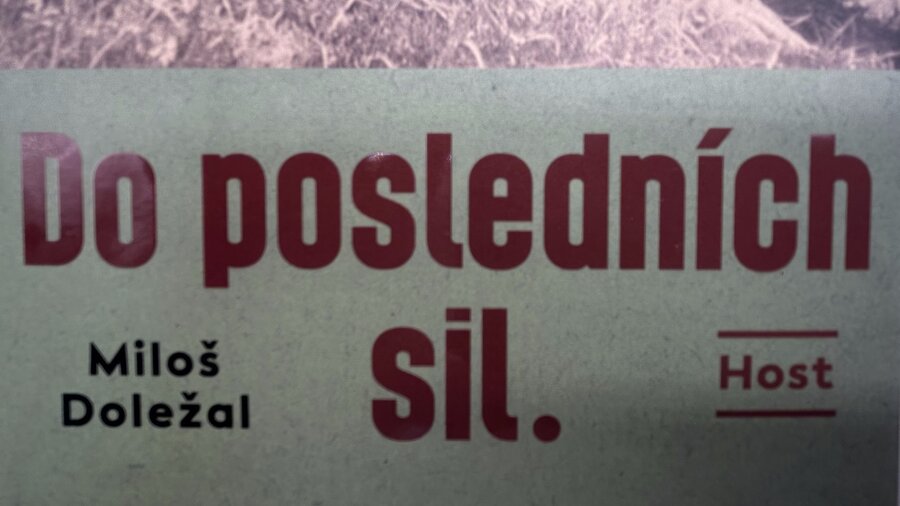 Do posledních
sil.
Miloš
Doležal
Host